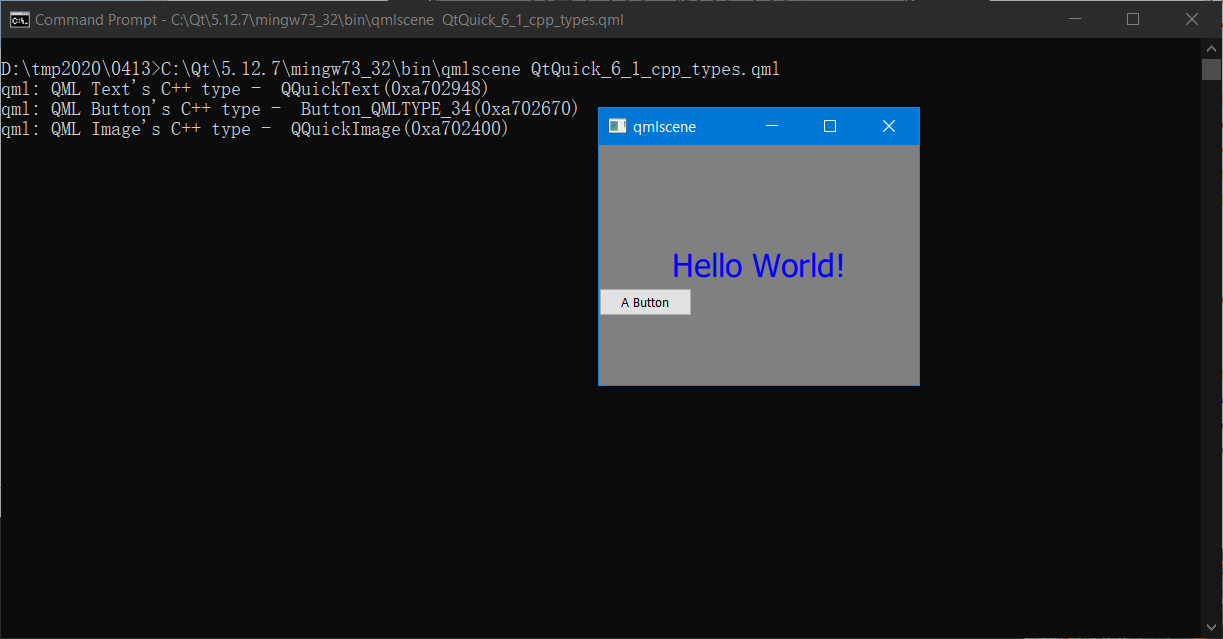 Command Prompt - C:\Qt\5.12.7\mingw73_32\bin\qmlscene  QtQuick_6_1_cpp_types.qml
D:\tmp2020\0413>C:\Qt\5.12.7\mingw73_32\bin\qmlscene QtQuick_6_1_cpp_types.qml
qml: QML Text's C++ type -  QQuickText(0xa702948)
qml: QML Button's C++ type -  Button_QMLTYPE_34(0xa702670)
qml: QML Image's C++ type -  QQuickImage(0xa702400)
qmlscene
Hello World!
A Button